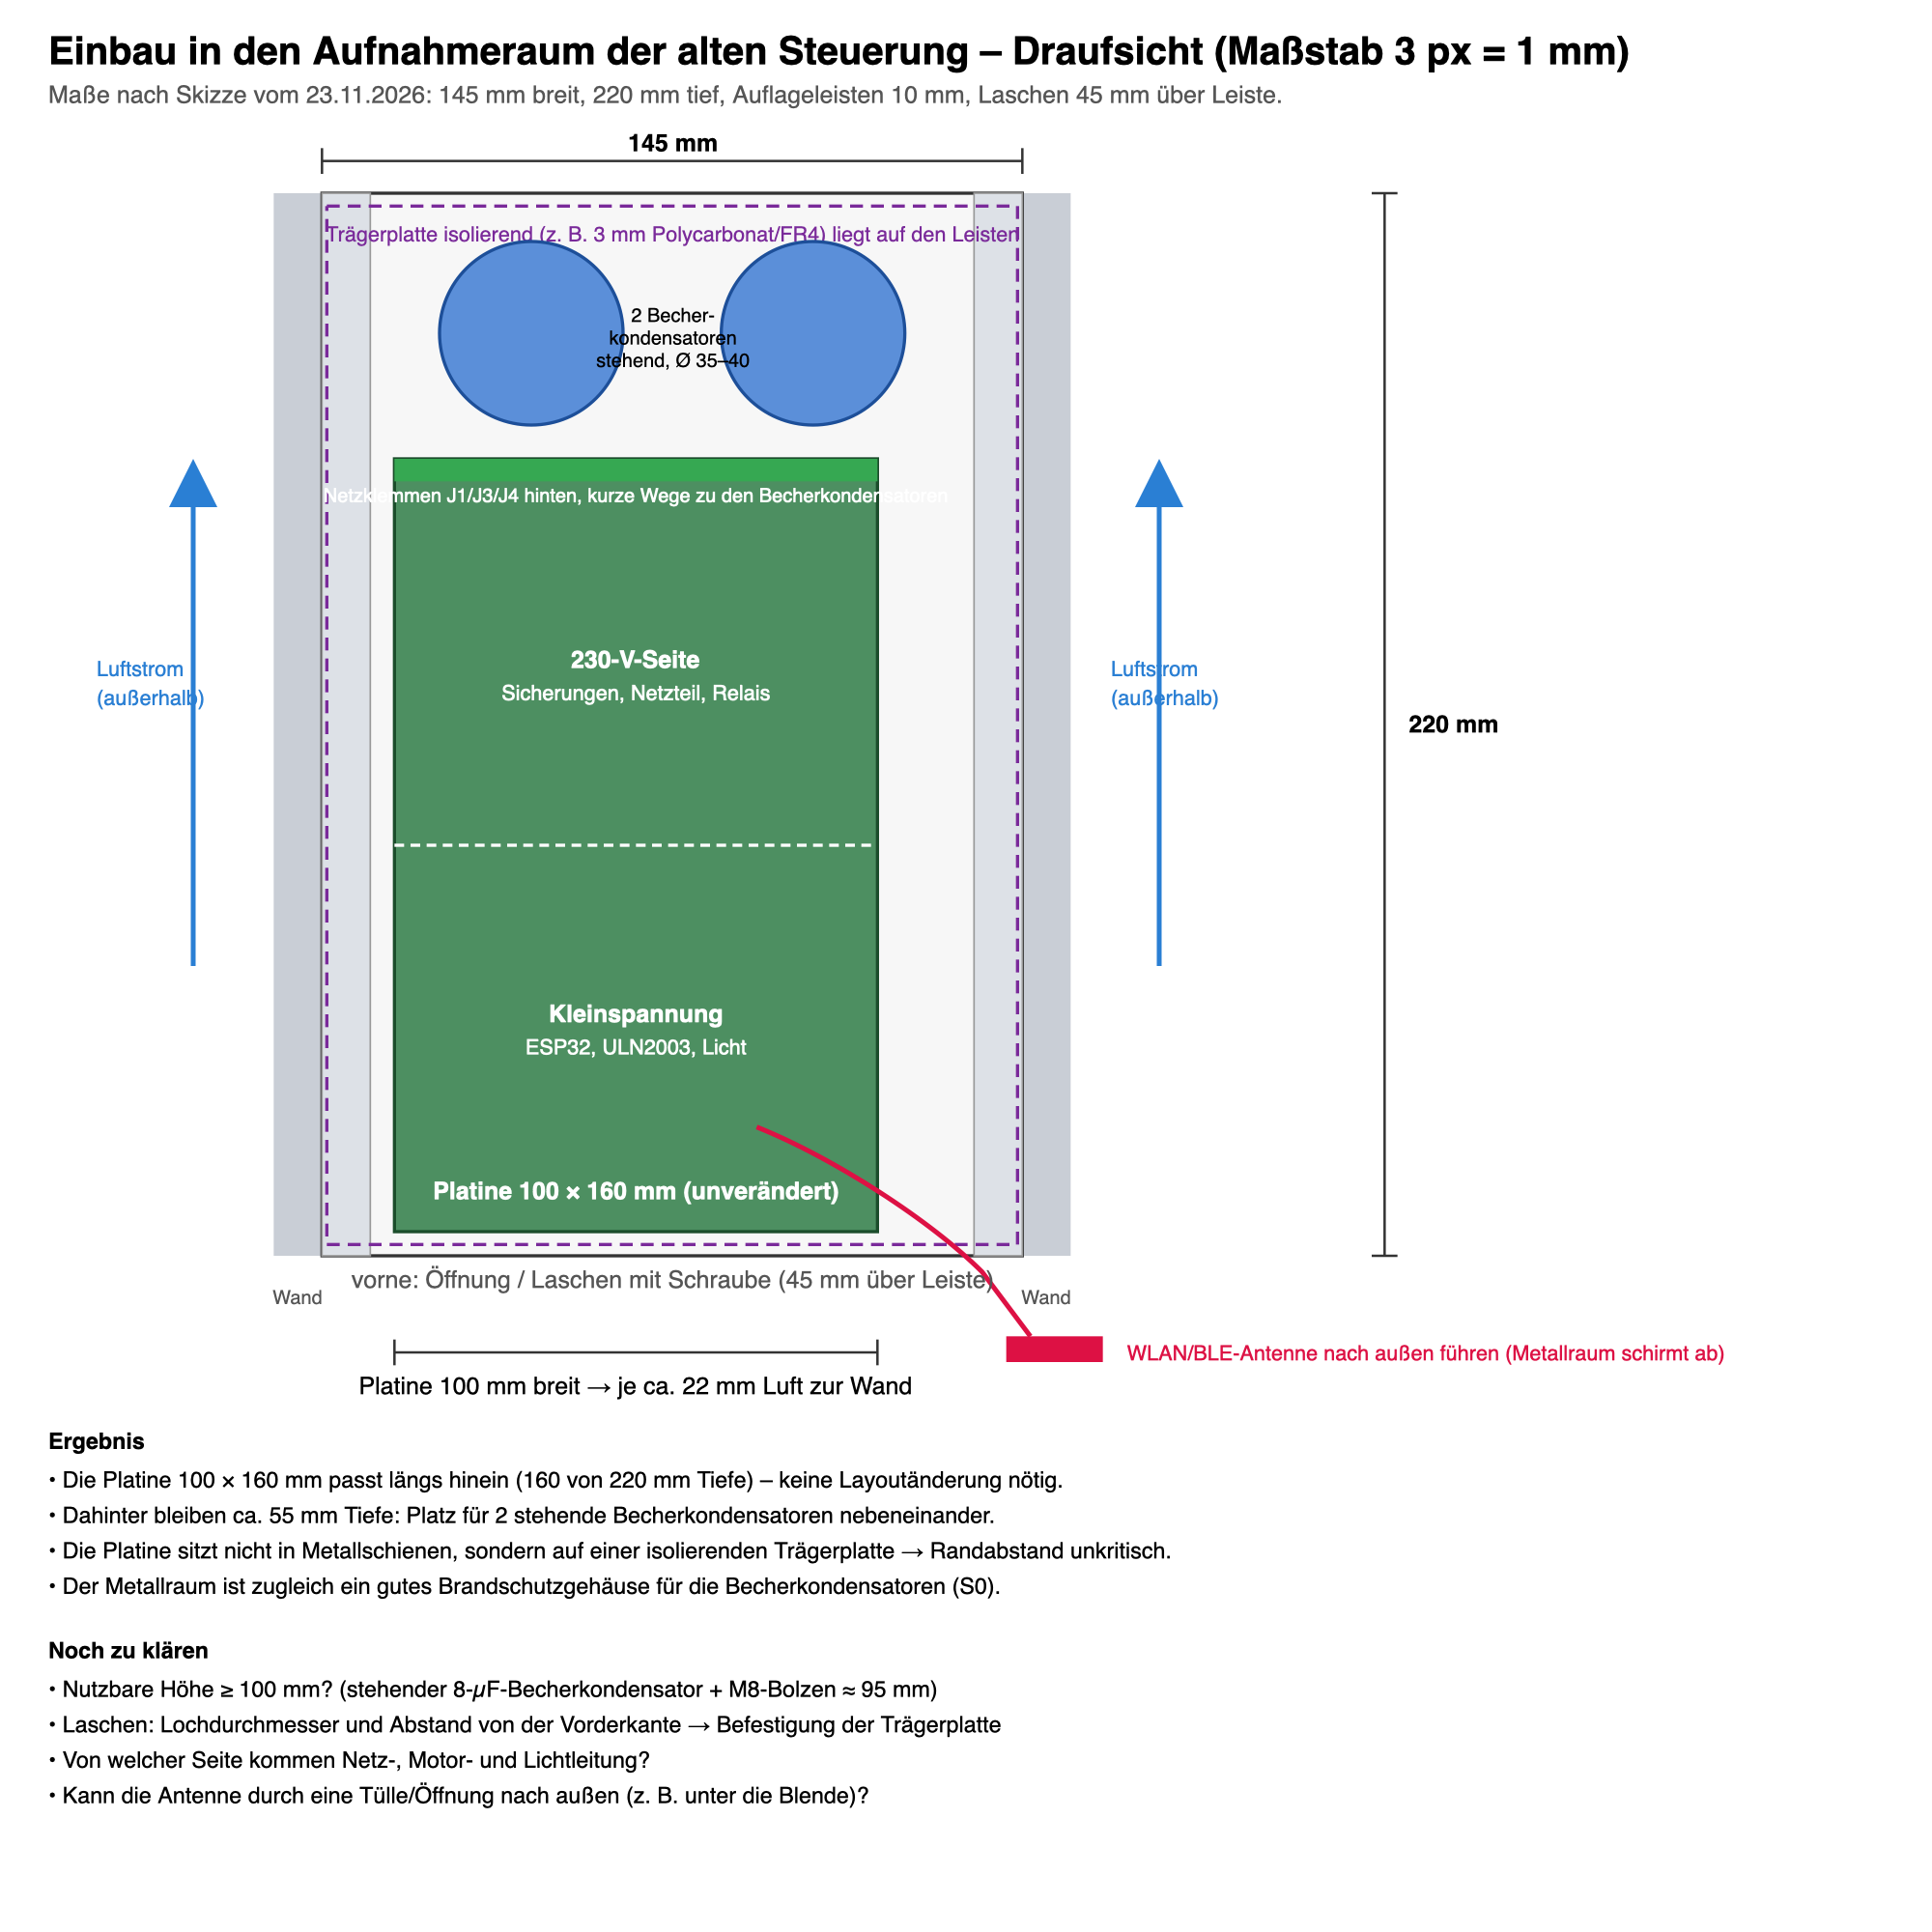 Einbau in den Aufnahmeraum der alten Steuerung – Draufsicht (Maßstab 3 px = 1 mm)
Maße nach Skizze vom 23.11.2026: 145 mm breit, 220 mm tief, Auflageleisten 10 mm, Laschen 45 mm über Leiste.
145 mm
Trägerplatte isolierend (z. B. 3 mm Polycarbonat/FR4) liegt auf den Leisten
2 Becher-
kondensatoren
stehend, Ø 35–40
Netzklemmen J1/J3/J4 hinten, kurze Wege zu den Becherkondensatoren
230-V-Seite
Sicherungen, Netzteil, Relais
Luftstrom
(außerhalb)
Luftstrom
(außerhalb)
220 mm
Kleinspannung
ESP32, ULN2003, Licht
Platine 100 × 160 mm (unverändert)
vorne: Öffnung / Laschen mit Schraube (45 mm über Leiste)
Wand
Wand
WLAN/BLE-Antenne nach außen führen (Metallraum schirmt ab)
Platine 100 mm breit → je ca. 22 mm Luft zur Wand
Ergebnis
• Die Platine 100 × 160 mm passt längs hinein (160 von 220 mm Tiefe) – keine Layoutänderung nötig.
• Dahinter bleiben ca. 55 mm Tiefe: Platz für 2 stehende Becherkondensatoren nebeneinander.
• Die Platine sitzt nicht in Metallschienen, sondern auf einer isolierenden Trägerplatte → Randabstand unkritisch.
• Der Metallraum ist zugleich ein gutes Brandschutzgehäuse für die Becherkondensatoren (S0).
Noch zu klären
• Nutzbare Höhe ≥ 100 mm? (stehender 8-µF-Becherkondensator + M8-Bolzen ≈ 95 mm)
• Laschen: Lochdurchmesser und Abstand von der Vorderkante → Befestigung der Trägerplatte
• Von welcher Seite kommen Netz-, Motor- und Lichtleitung?
• Kann die Antenne durch eine Tülle/Öffnung nach außen (z. B. unter die Blende)?